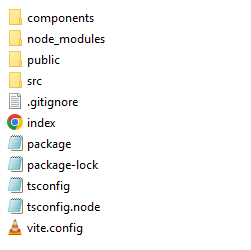 components
node_modules
public
src
.gitignore
index
package
package-lock
tsconfig
tsconfig.node
vite.config